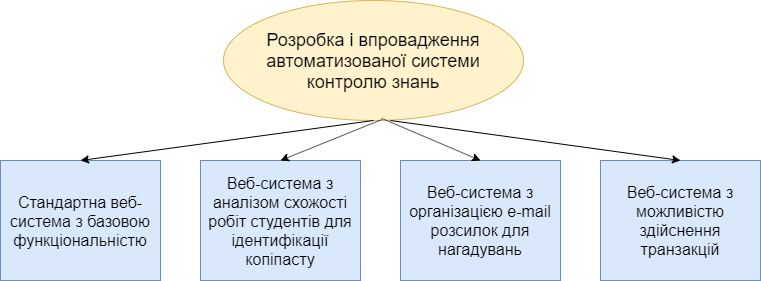 Розробка і впровадження
автоматизованої системи
контролю знань
Стандартна веб-
система з базовою
функціональністю
Веб-система з
аналізом схожості
робіт студентів для
ідентифікації
копіпасту
Веб-система з
організацією e-mail
розсилок для
нагадувань
Веб-система з
можливістю
здійснення
транзакцій